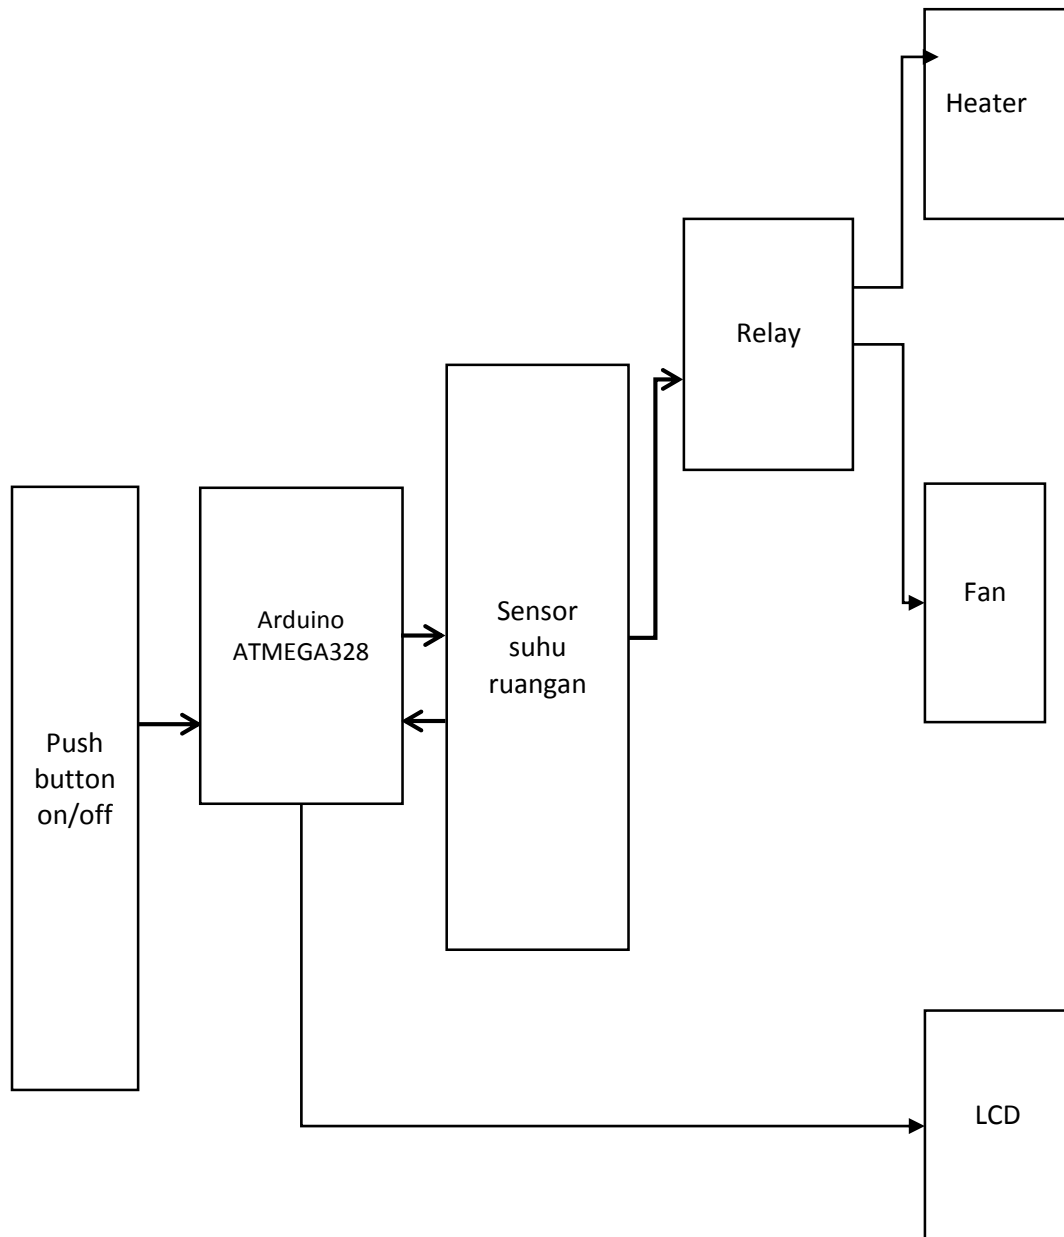 Heater
Relay
Fan
Sensor
suhu
ruangan
Arduino
ATMEGA328
Push
button
on/off
LCD